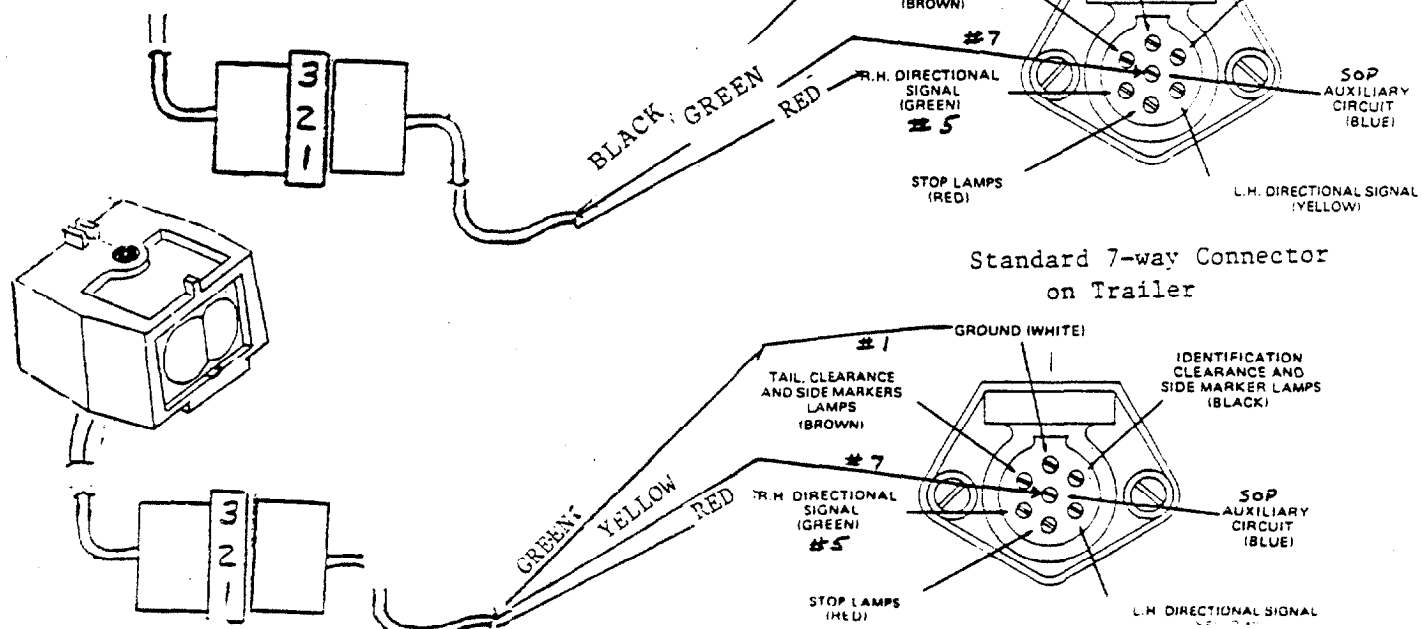 (BROWN)
#7
3
2
1
BLACK
GREEN
RED
R.H. DIRECTIONAL
SIGNAL
(GREEN)
#5
SOP
AUXILIARY
CIRCUIT
(BLUE)
STOP LAMPS
(RED)
L.H. DIRECTIONAL SIGNAL
(YELLOW)
Standard 7-way Connector
on Trailer
GROUND (WHITE)
#1
TAIL, CLEARANCE
AND SIDE MARKERS
LAMPS
(BROWN)
IDENTIFICATION
CLEARANCE AND
SIDE MARKER LAMPS
(BLACK)
#7
3
2
1
GREEN
YELLOW
RED
R.H. DIRECTIONAL
SIGNAL
(GREEN)
#5
SOP
AUXILIARY
CIRCUIT
(BLUE)
STOP LAMPS
(RED)
L.H. DIRECTIONAL SIGNAL